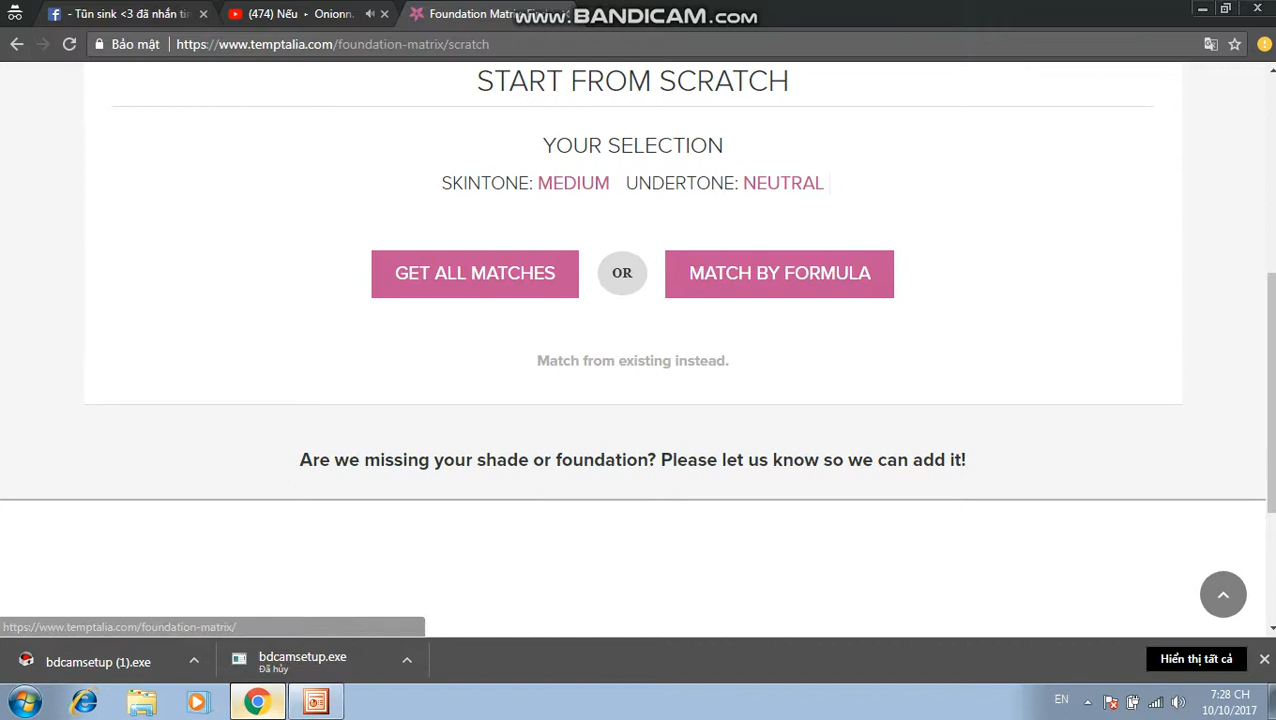 - Tũn sink <3 đã nhắn tin
(474) Nếu - Onionn.
Foundation Matrix
www.BANDICAM.com
Bảo mật
https://www.temptalia.com/foundation-matrix/scratch
START FROM SCRATCH
YOUR SELECTION
SKINTONE: MEDIUM UNDERTONE: NEUTRAL
GET ALL MATCHES OR MATCH BY FORMULA
Match from existing instead.
Are we missing your shade or foundation? Please let us know so we can add it!
https://www.temptalia.com/foundation-matrix/
bdcamsetup (1).exe
bdcamsetup.exe
Đã hủy
Hiển thị tất cả
EN
7:28 CH
10/10/2017